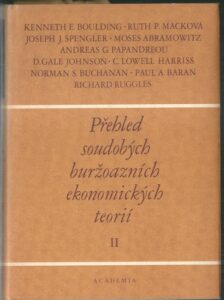 KENNETH E. BOULDING · RUTH P. MACKOVA
JOSEPH J. SPENGLER · MOSES ABRAMOWITZ
ANDREAS G. PAPANDREOU
D. GALE JOHNSON · C. LOWELL HARRISS
NORMAN S. BUCHANAN · PAUL A. BARAN
RICHARD RUGGLES
Přehled
soudobých
buržoazních
ekonomických
teorií
II
ACADEMIA